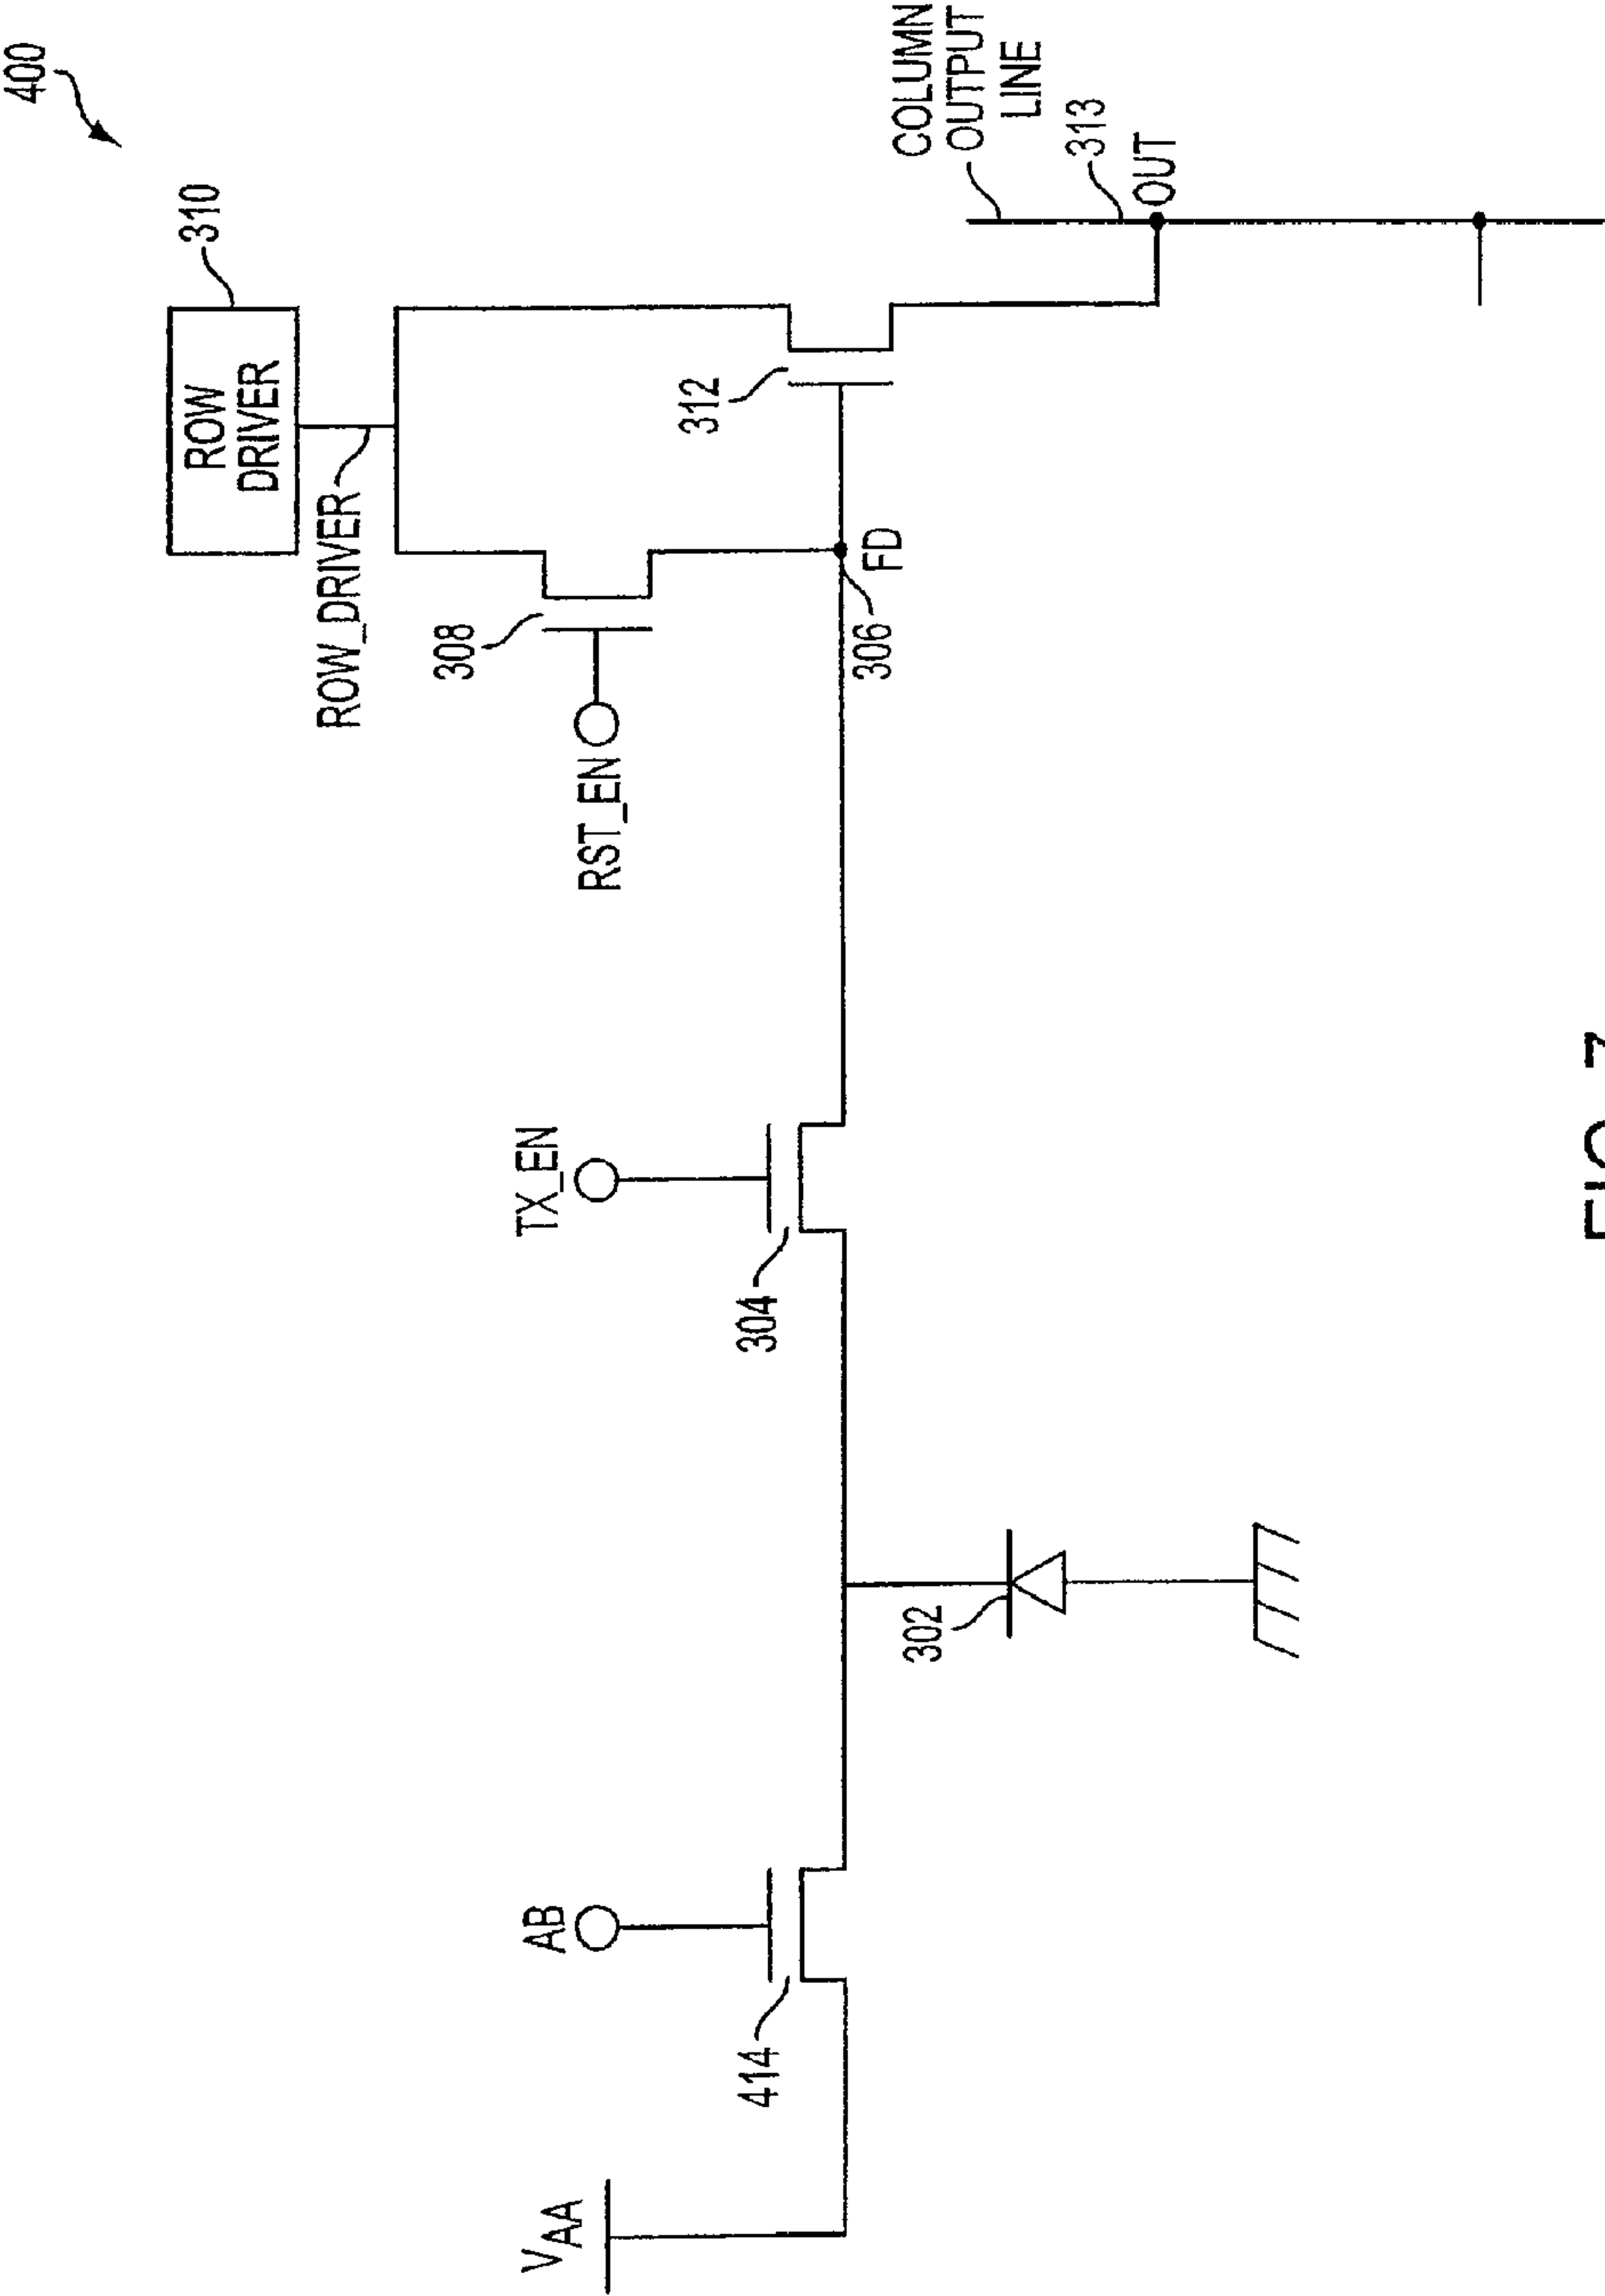 400
310
ROW
DRIVER
ROW_DRIVER
308
V AA
AB
TX_EN
RST_EN
312
414
304
306
FD
302
COLUMN
OUTPUT
LINE
313
OUT